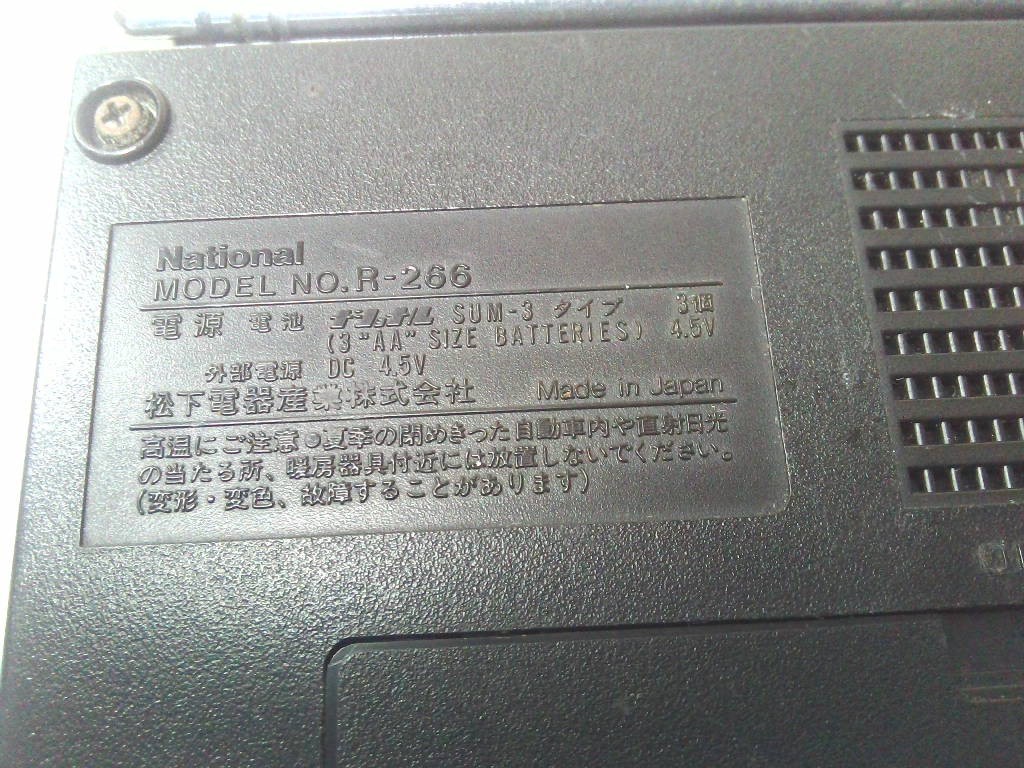 National
MODEL NO. R-266
電源 電池 ナショナル SUM-3 タイプ 3個
(3 "AA" SIZE BATTERIES) 4.5V
外部電源 DC 4.5V
松下電器産業株式会社 Made in Japan
高温にご注意●夏季の閉めきった自動車内や直射日光
の当たる所、暖房器具付近には放置しないでください。
(変形・変色、故障することがあります)